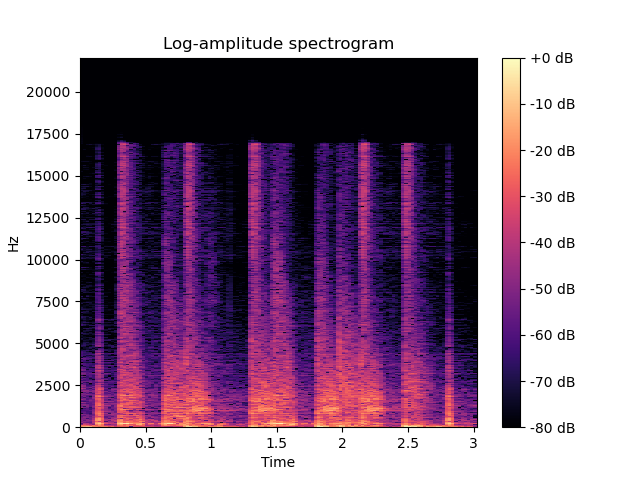 Log-amplitude spectrogram
Hz
20000
17500
15000
12500
10000
7500
5000
2500
0
0 0.5 1 1.5 2 2.5 3
Time
+0 dB
-10 dB
-20 dB
-30 dB
-40 dB
-50 dB
-60 dB
-70 dB
-80 dB